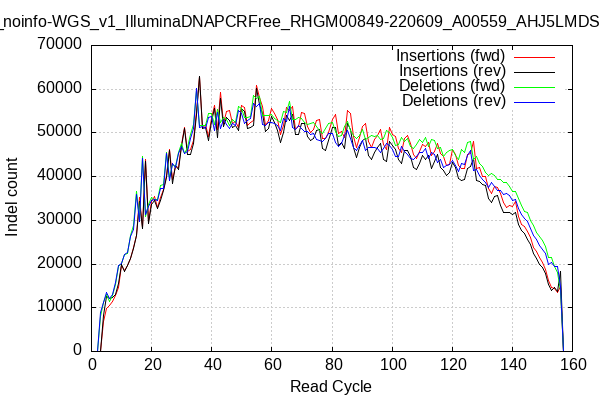 _noinfo-WGS_v1_IlluminaDNAPCRFree_RHGM00849-220609_A00559_AHJ5LMDS
70000
60000
50000
40000
30000
20000
10000
0
Indel count
Insertions (fwd)
Insertions (rev)
Deletions (fwd)
Deletions (rev)
0 20 40 60 80 100 120 140 160
Read Cycle